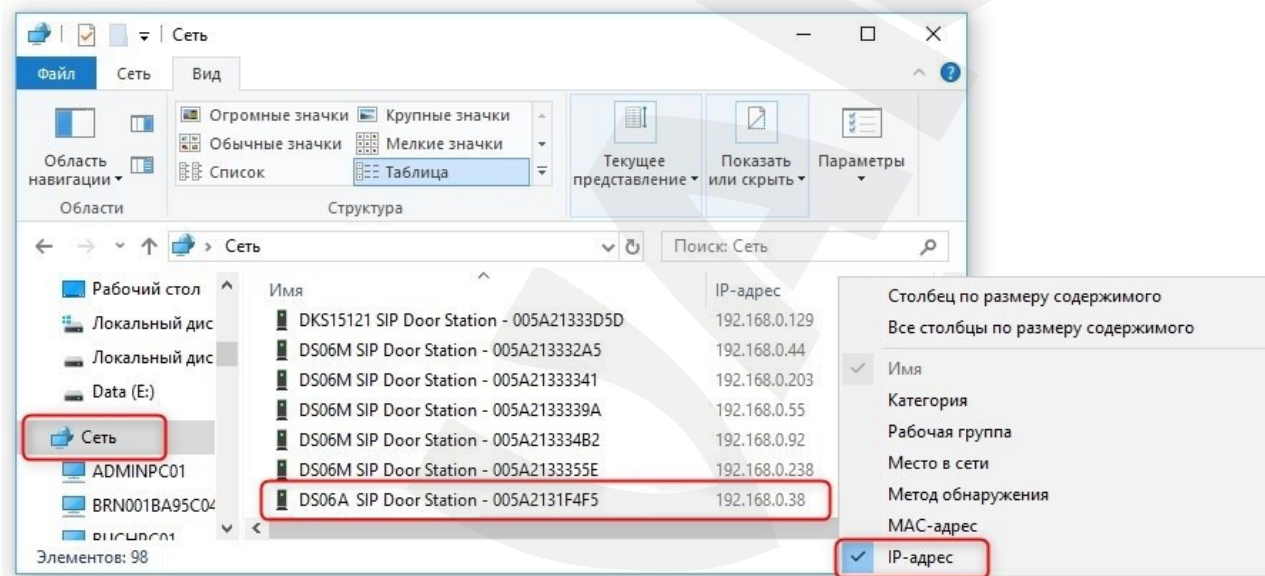 Сеть
Файл Сеть Вид
Огромные значки Крупные значки
Обычные значки Мелкие значки
Список Таблица
Область навигации
Текущее представление
Показать или скрыть
Параметры
Области
Структура
Сеть
Поиск: Сеть
Рабочий стол
Локальный дис
Локальный дис
Data (E:)
Сеть
ADMINPC01
BRN001BA95C04
BUCHPC01
Имя IP-адрес
DKS15121 SIP Door Station - 005A21333D5D 192.168.0.129
DS06M SIP Door Station - 005A213332A5 192.168.0.44
DS06M SIP Door Station - 005A21333341 192.168.0.203
DS06M SIP Door Station - 005A2133339A 192.168.0.55
DS06M SIP Door Station - 005A213334B2 192.168.0.92
DS06M SIP Door Station - 005A2133355E 192.168.0.238
DS06A SIP Door Station - 005A2131F4F5 192.168.0.38
Элементов: 98
Столбец по размеру содержимого
Все столбцы по размеру содержимого
Имя
Категория
Рабочая группа
Место в сети
Метод обнаружения
MAC-адрес
IP-адрес